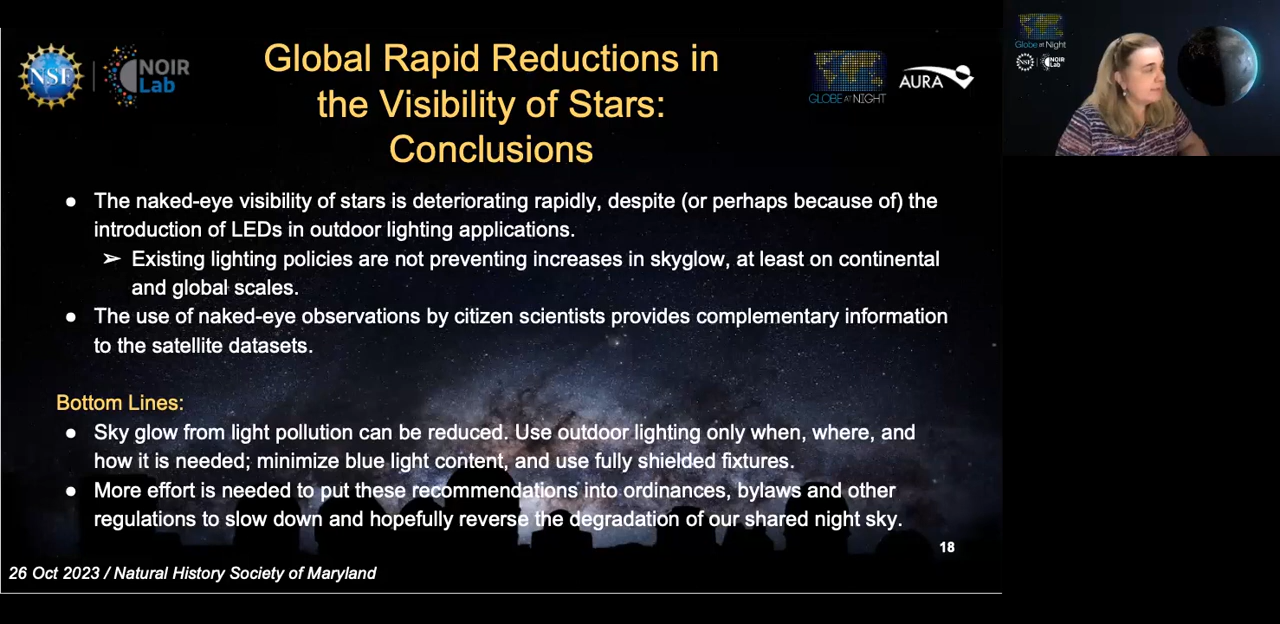 NSF
NOIR
Lab
Global Rapid Reductions in
the Visibility of Stars:
Conclusions
GLOBE AT NIGHT
AURA
Globe at Night
NSF
NOIR
Lab
● The naked-eye visibility of stars is deteriorating rapidly, despite (or perhaps because of) the
introduction of LEDs in outdoor lighting applications.
➢ Existing lighting policies are not preventing increases in skyglow, at least on continental
and global scales.
● The use of naked-eye observations by citizen scientists provides complementary information
to the satellite datasets.
Bottom Lines:
● Sky glow from light pollution can be reduced. Use outdoor lighting only when, where, and
how it is needed; minimize blue light content, and use fully shielded fixtures.
● More effort is needed to put these recommendations into ordinances, bylaws and other
regulations to slow down and hopefully reverse the degradation of our shared night sky.
18
26 Oct 2023 / Natural History Society of Maryland